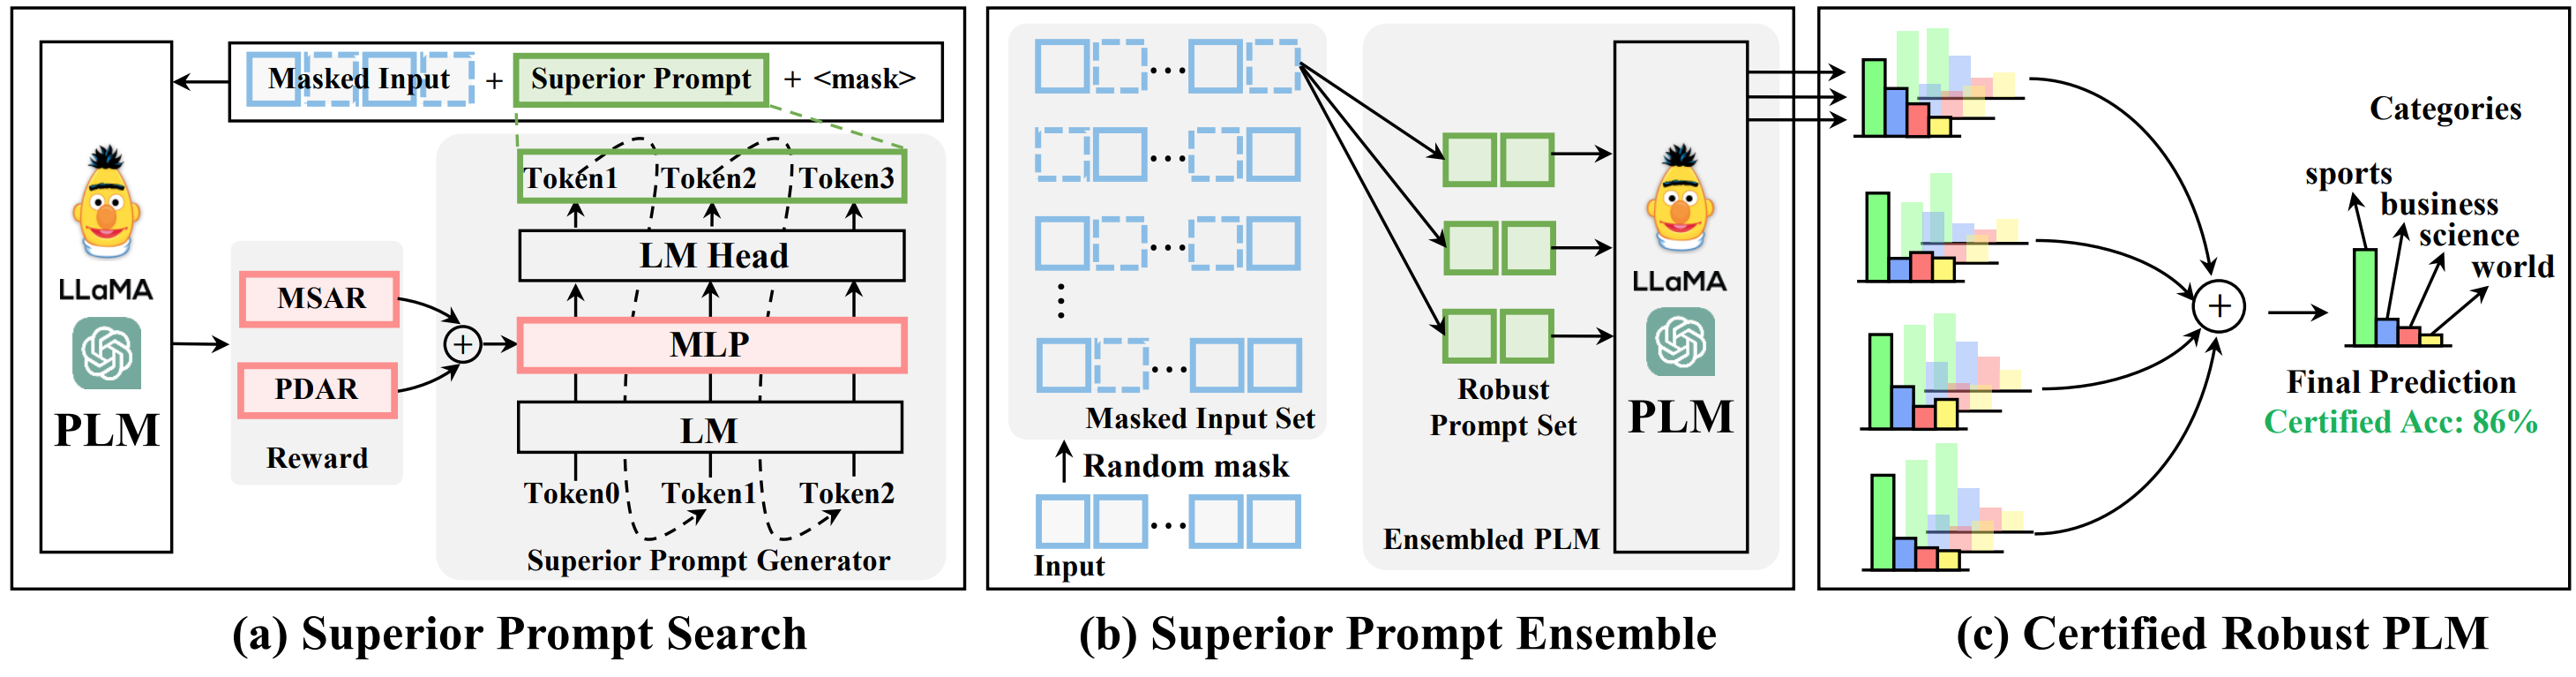 Masked Input + Superior Prompt + <mask>
Token1 Token2 Token3
LM Head
MLP
LM
Token0 Token1 Token2
Superior Prompt Generator
LLaMA
PLM
MSAR
PDAR
Reward
+
(a) Superior Prompt Search
Masked Input Set
Random mask
Input
Robust
Prompt Set
Ensembled PLM
LLaMA
PLM
(b) Superior Prompt Ensemble
Categories
sports
business
science
world
+
Final Prediction
Certified Acc: 86%
(c) Certified Robust PLM